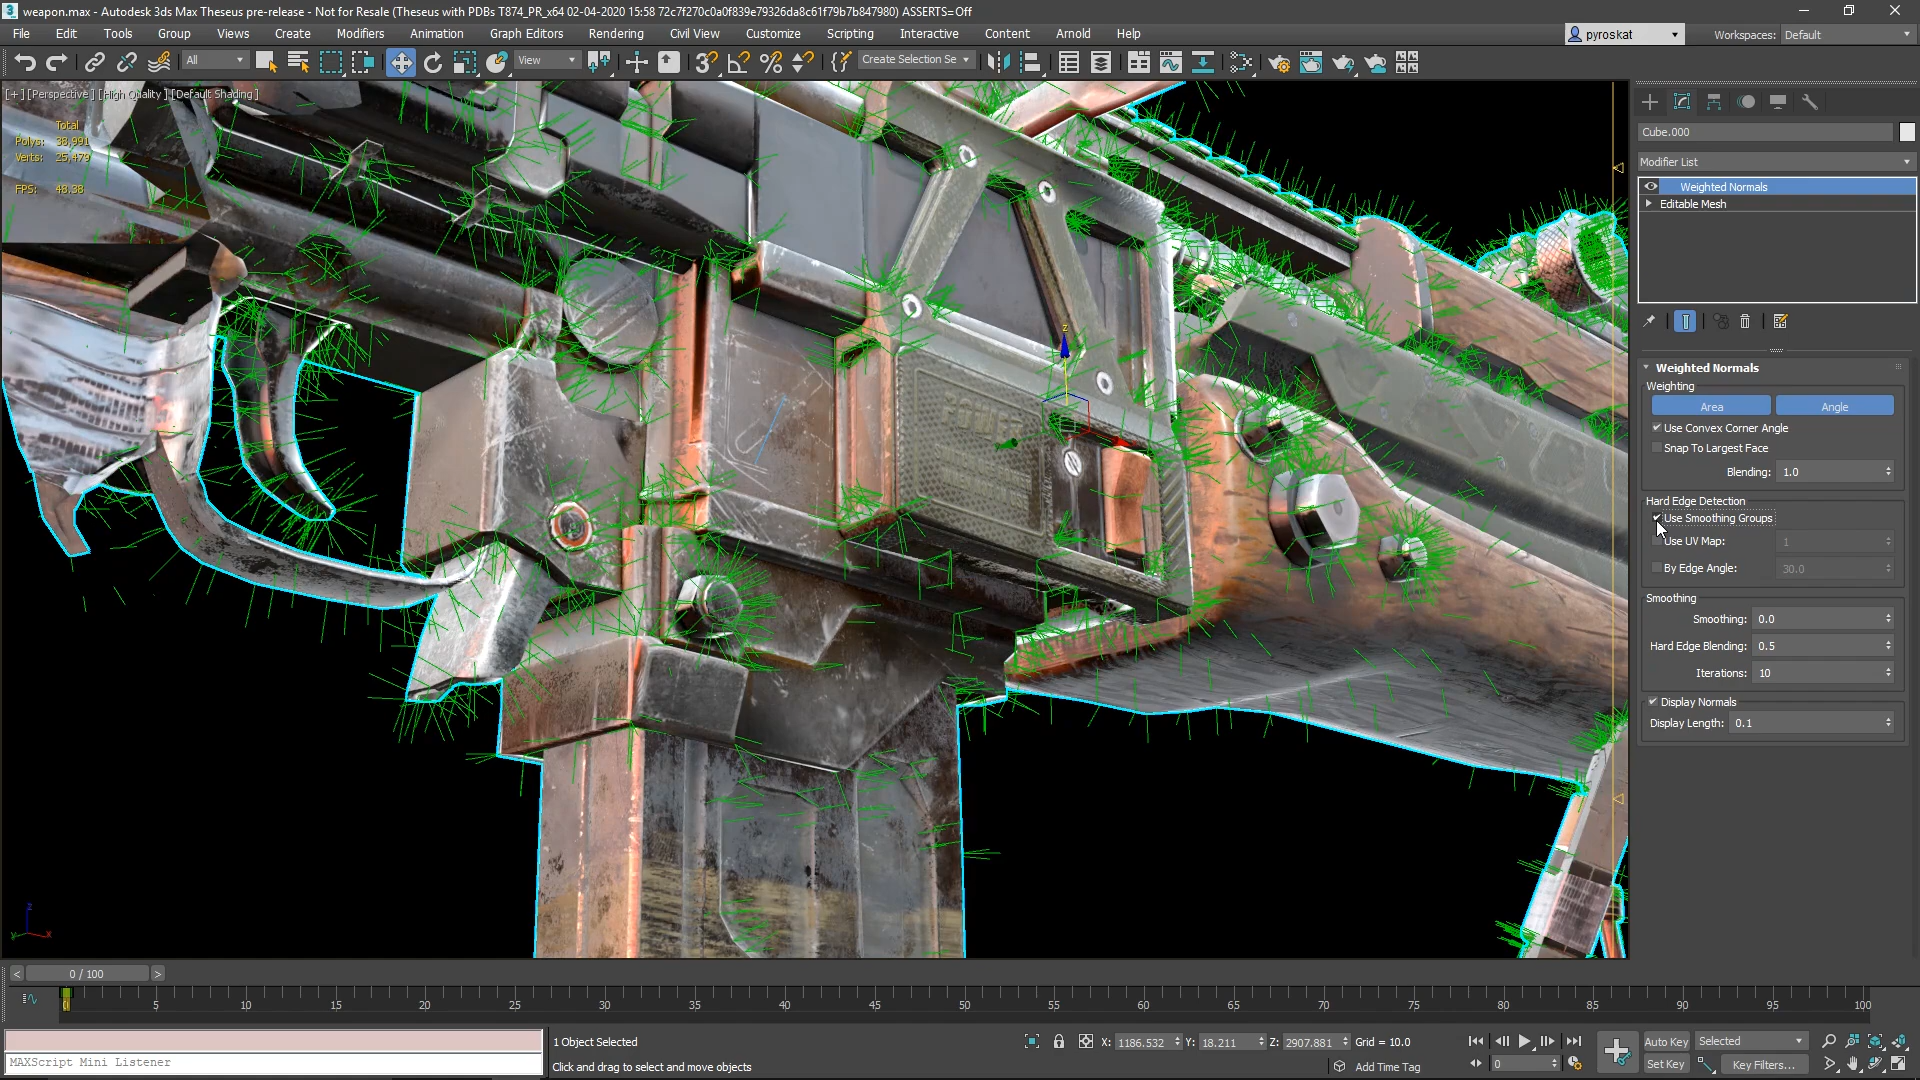 weapon.max - Autodesk 3ds Max Theseus pre-release - Not for Resale (Theseus with PDBs T874_PR_x64 02-04-2020 15:58 72c7f270c0a0f839e79326da8c61f79b7b847980) ASSERTS=Off
File Edit Tools Group Views Create Modifiers Animation Graph Editors Rendering Civil View Customize Scripting Interactive Content Arnold Help pyroskat Workspaces: Default
All View Create Selection Se
[+] [Perspective] [High Quality] [Default Shading]
Total
Polys: 38,991
Verts: 25,479
FPS: 48.38
Cube.000
Modifier List
Weighted Normals
Editable Mesh
Weighted Normals
Weighting
Area Angle
Use Convex Corner Angle
Snap To Largest Face
Blending: 1.0
Hard Edge Detection
Use Smoothing Groups
Use UV Map: 1
By Edge Angle: 30.0
Smoothing
Smoothing: 0.0
Hard Edge Blending: 0.5
Iterations: 10
Display Normals
Display Length: 0.1
z
z
y x
< 0 / 100 >
0 5 10 15 20 25 30 35 40 45 50 55 60 65 70 75 80 85 90 95 100
1 Object Selected X: 1186.532 Y: 18.211 Z: 2907.881 Grid = 10.0 Auto Key Selected
MAXScript Mini Listener Click and drag to select and move objects Add Time Tag 0 Set Key Key Filters...